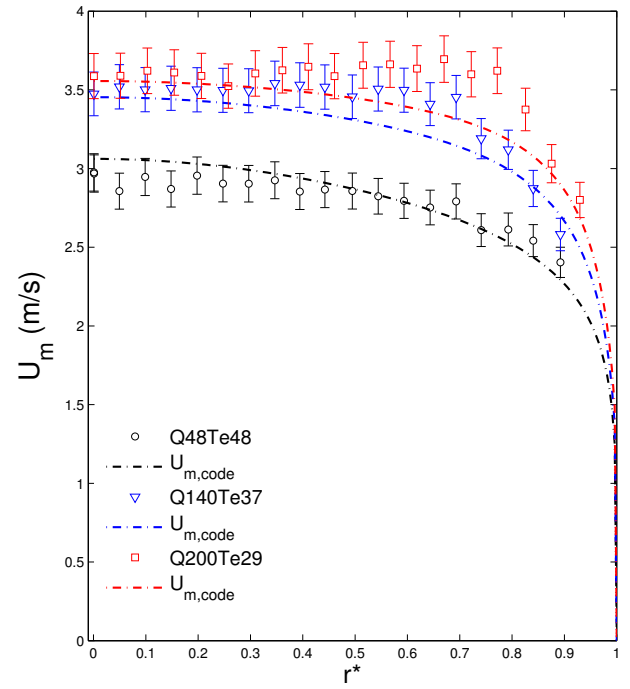 4
3.5
3
2.5
2
1.5
1
0.5
0
U_m (m/s)
Q48Te48
U_m,code
Q140Te37
U_m,code
Q200Te29
U_m,code
0 0.1 0.2 0.3 0.4 0.5 0.6 0.7 0.8 0.9 1
r*